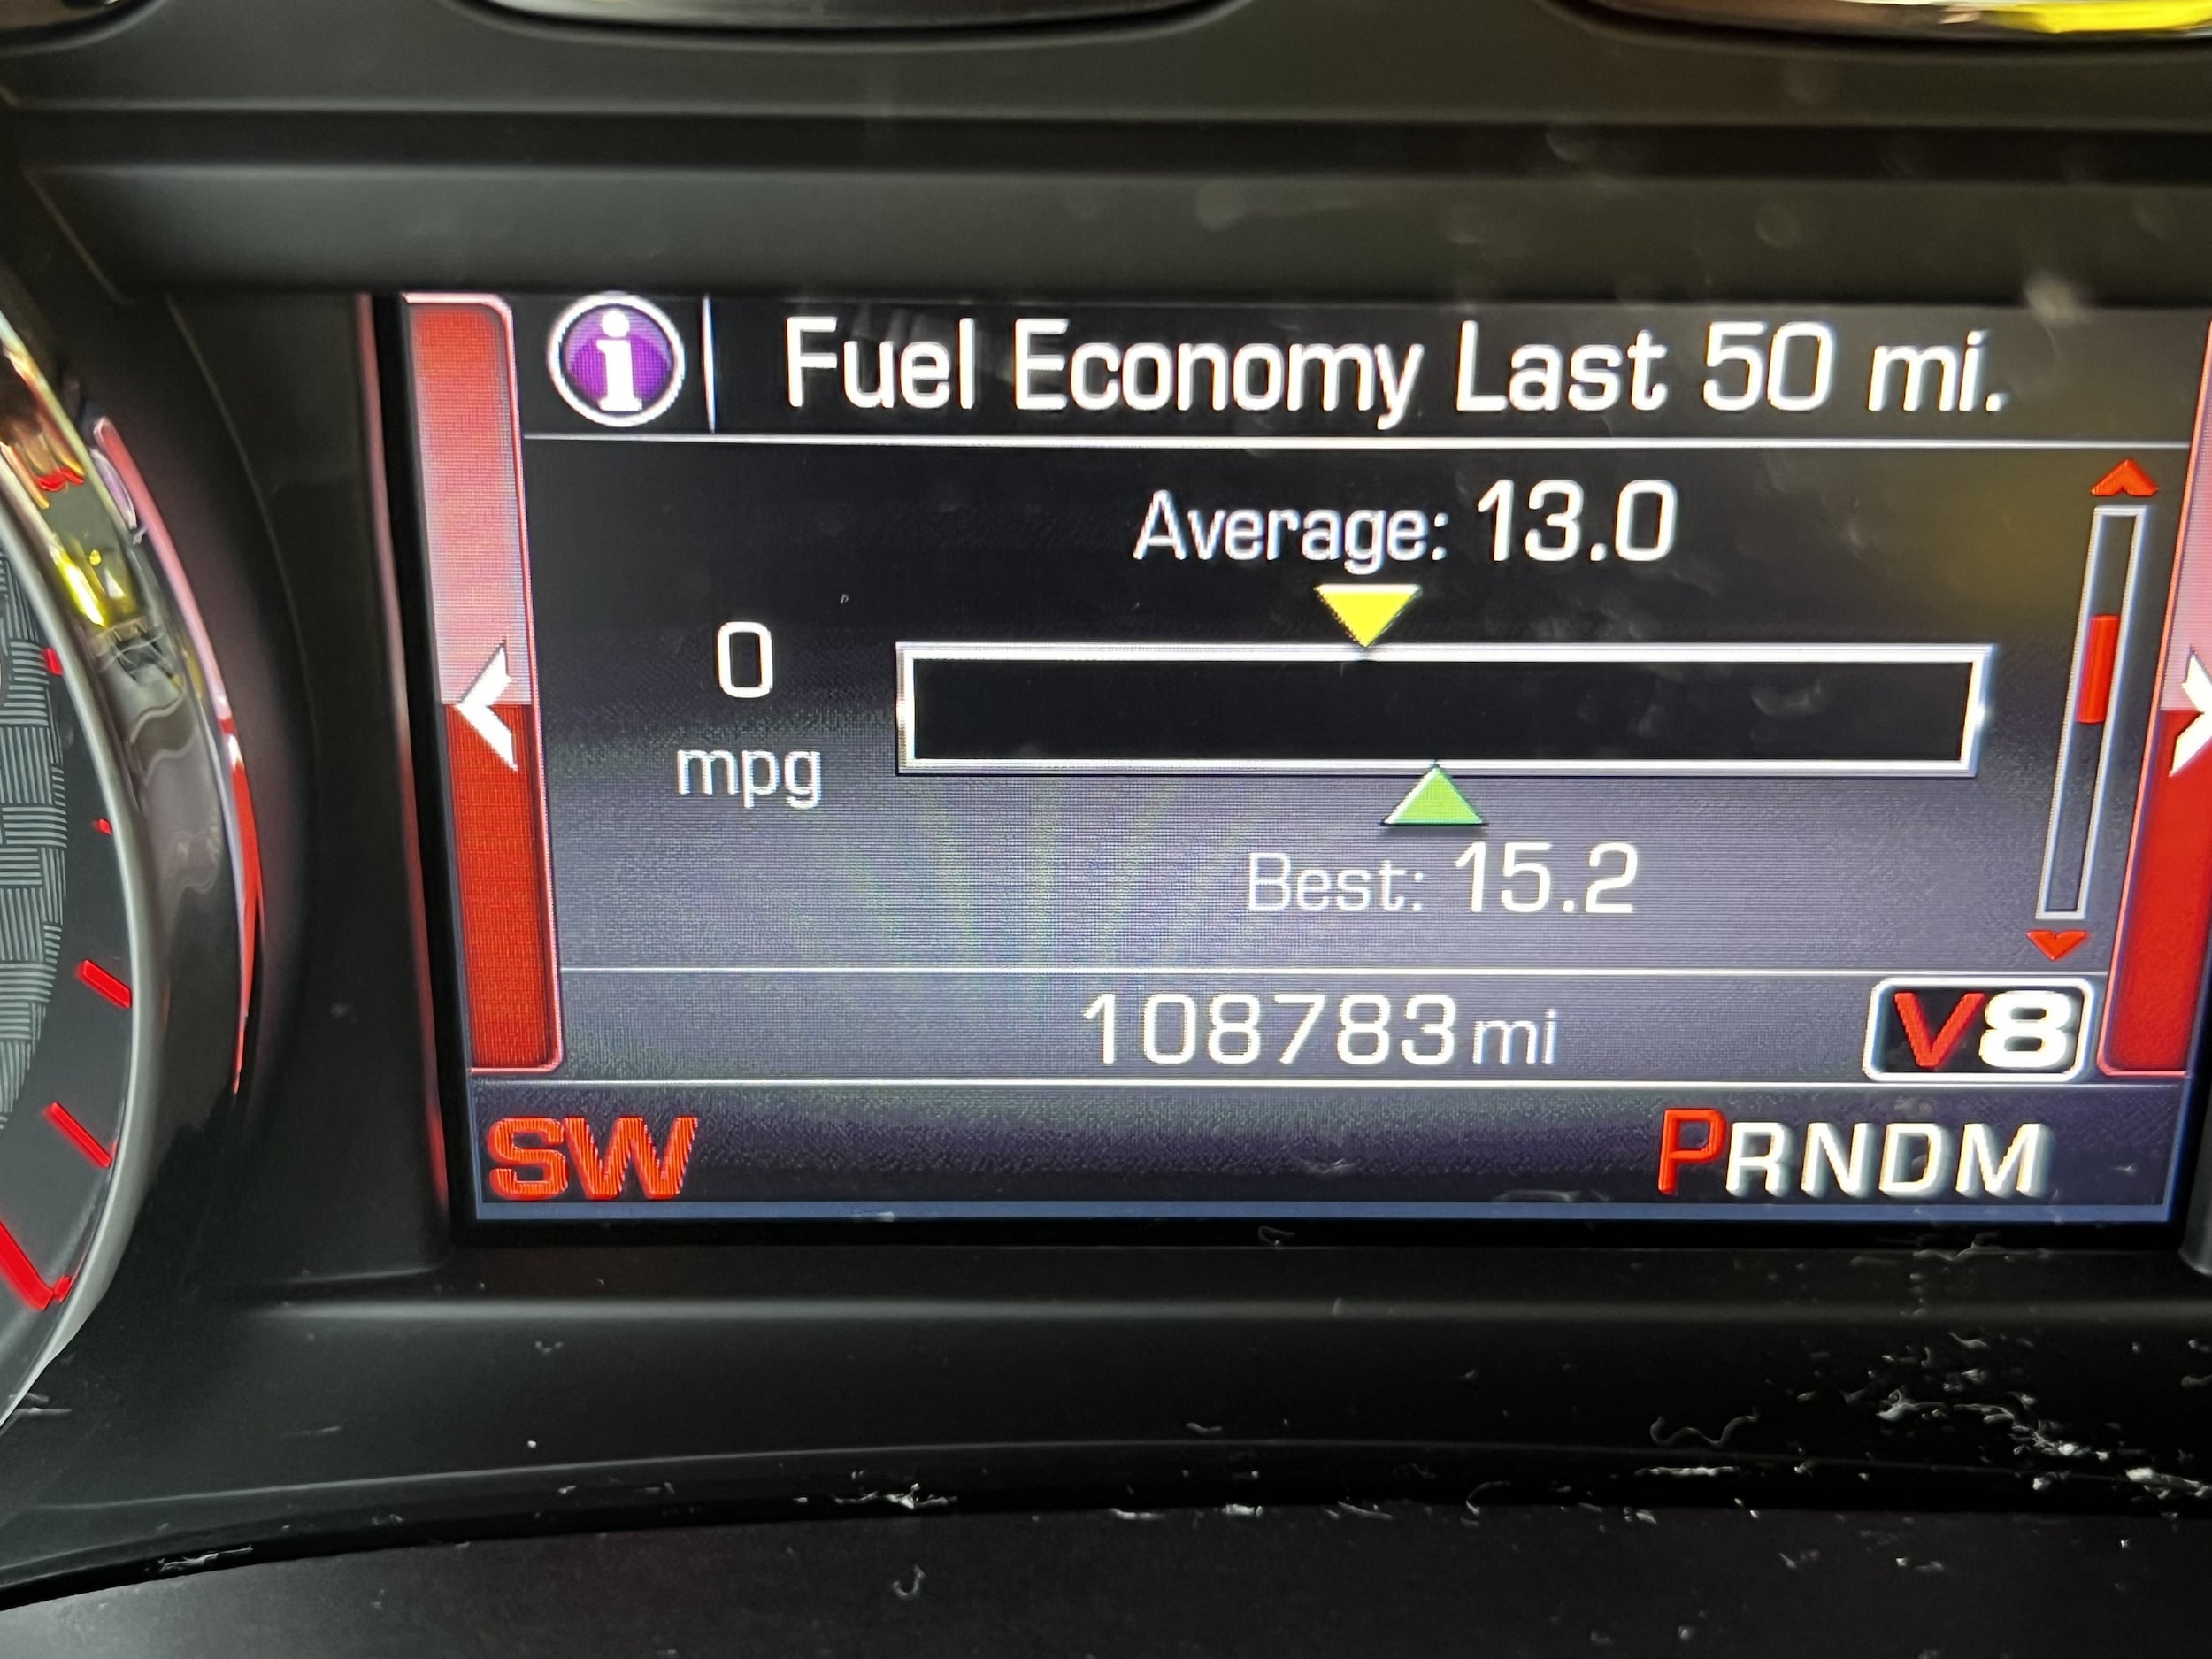 i Fuel Economy Last 50 mi.
Average: 13.0
0
mpg
Best: 15.2
108783 mi V8
SW PRNDM